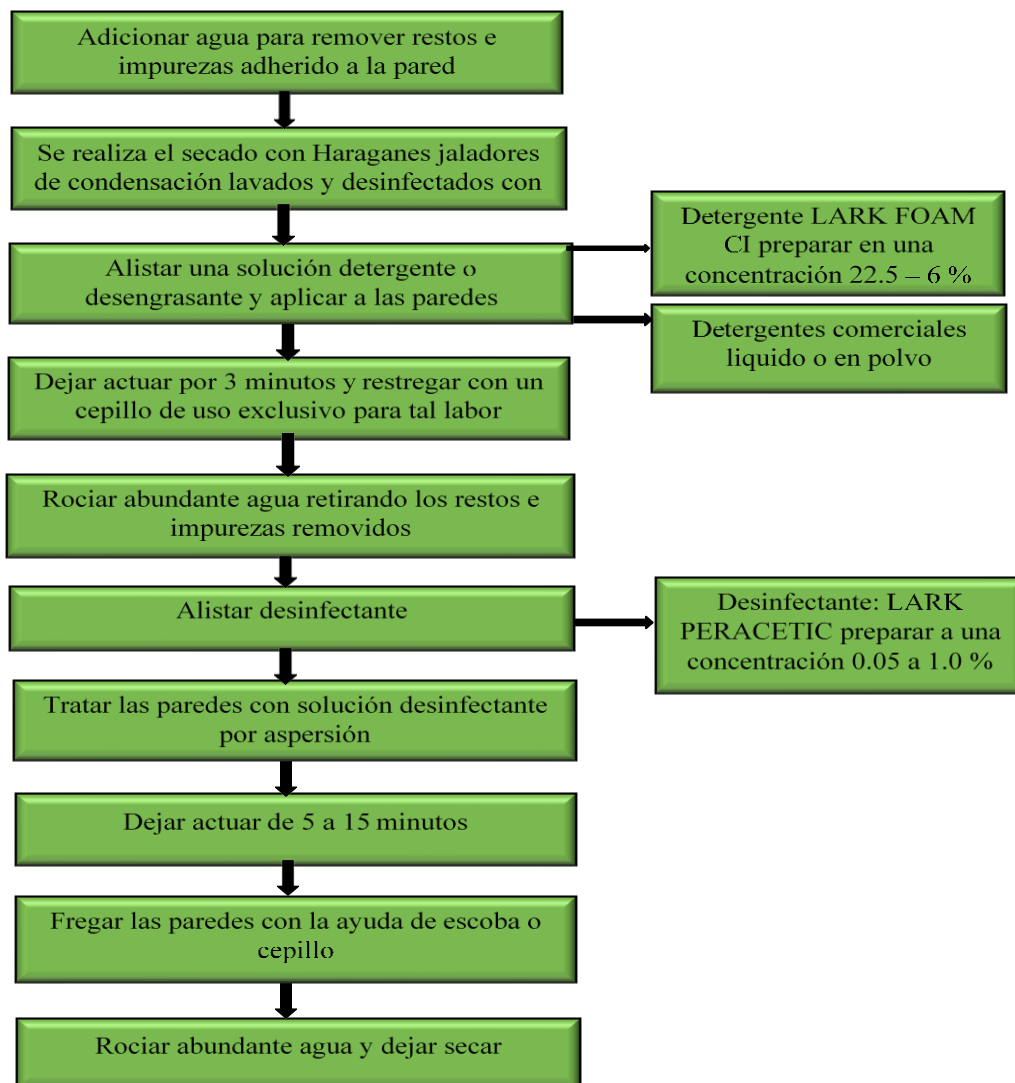 Adicionar agua para remover restos e
impurezas adherido a la pared
Se realiza el secado con Haraganes jaladores
de condensación lavados y desinfectados con
Detergente LARK FOAM
CI preparar en una
concentración 22.5 – 6 %
Alistar una solución detergente o
desengrasante y aplicar a las paredes
Detergentes comerciales
liquido o en polvo
Dejar actuar por 3 minutos y restregar con un
cepillo de uso exclusivo para tal labor
Rociar abundante agua retirando los restos e
impurezas removidos
Alistar desinfectante
Desinfectante: LARK
PERACETIC preparar a una
concentración 0.05 a 1.0 %
Tratar las paredes con solución desinfectante
por aspersión
Dejar actuar de 5 a 15 minutos
Fregar las paredes con la ayuda de escoba o
cepillo
Rociar abundante agua y dejar secar